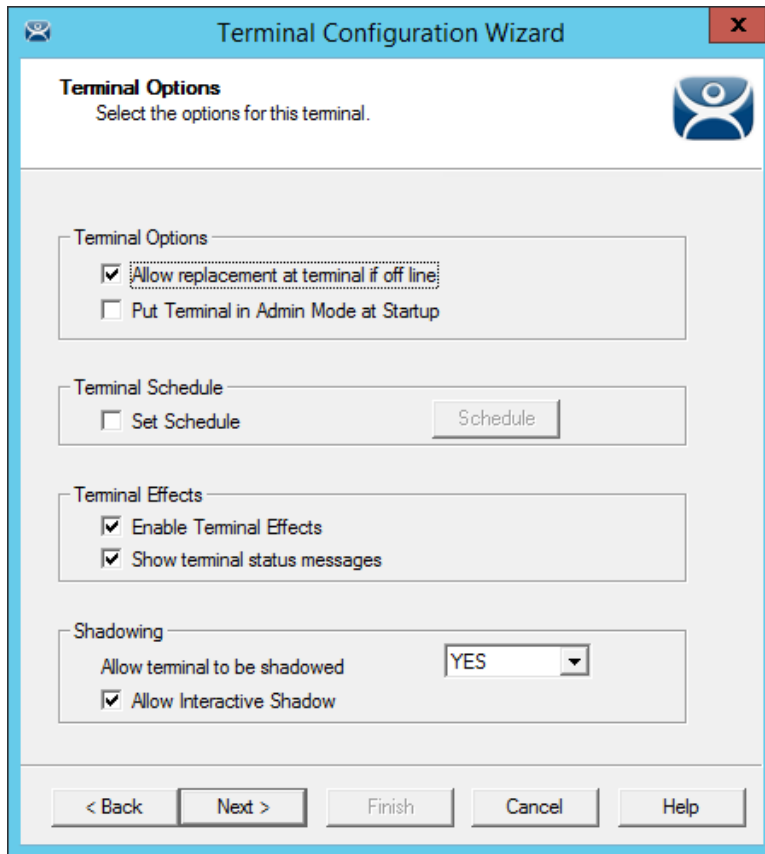 Terminal Configuration Wizard
x
Terminal Options
Select the options for this terminal.
Terminal Options
Allow replacement at terminal if off line
Put Terminal in Admin Mode at Startup
Terminal Schedule
Set Schedule
Schedule
Terminal Effects
Enable Terminal Effects
Show terminal status messages
Shadowing
Allow terminal to be shadowed
YES
Allow Interactive Shadow
< Back
Next >
Finish
Cancel
Help